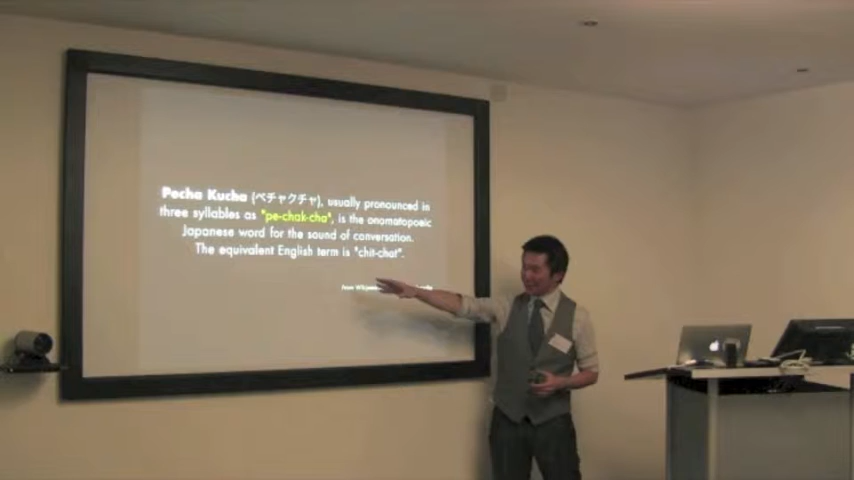 Pecha Kucha (ペチャクチャ), usually pronounced in
three syllables as "pe-chak-cha", is the onomatopoeic
Japanese word for the sound of conversation.
The equivalent English term is "chit-chat".
From